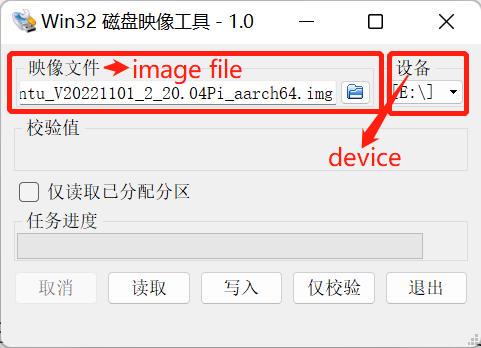 Win32 磁盘映像工具 - 1.0
映像文件 image file 设备
ntu_V20221101_2_20.04Pi_aarch64.img [E:\]
校验值
device
仅读取已分配分区
任务进度
取消 读取 写入 仅校验 退出